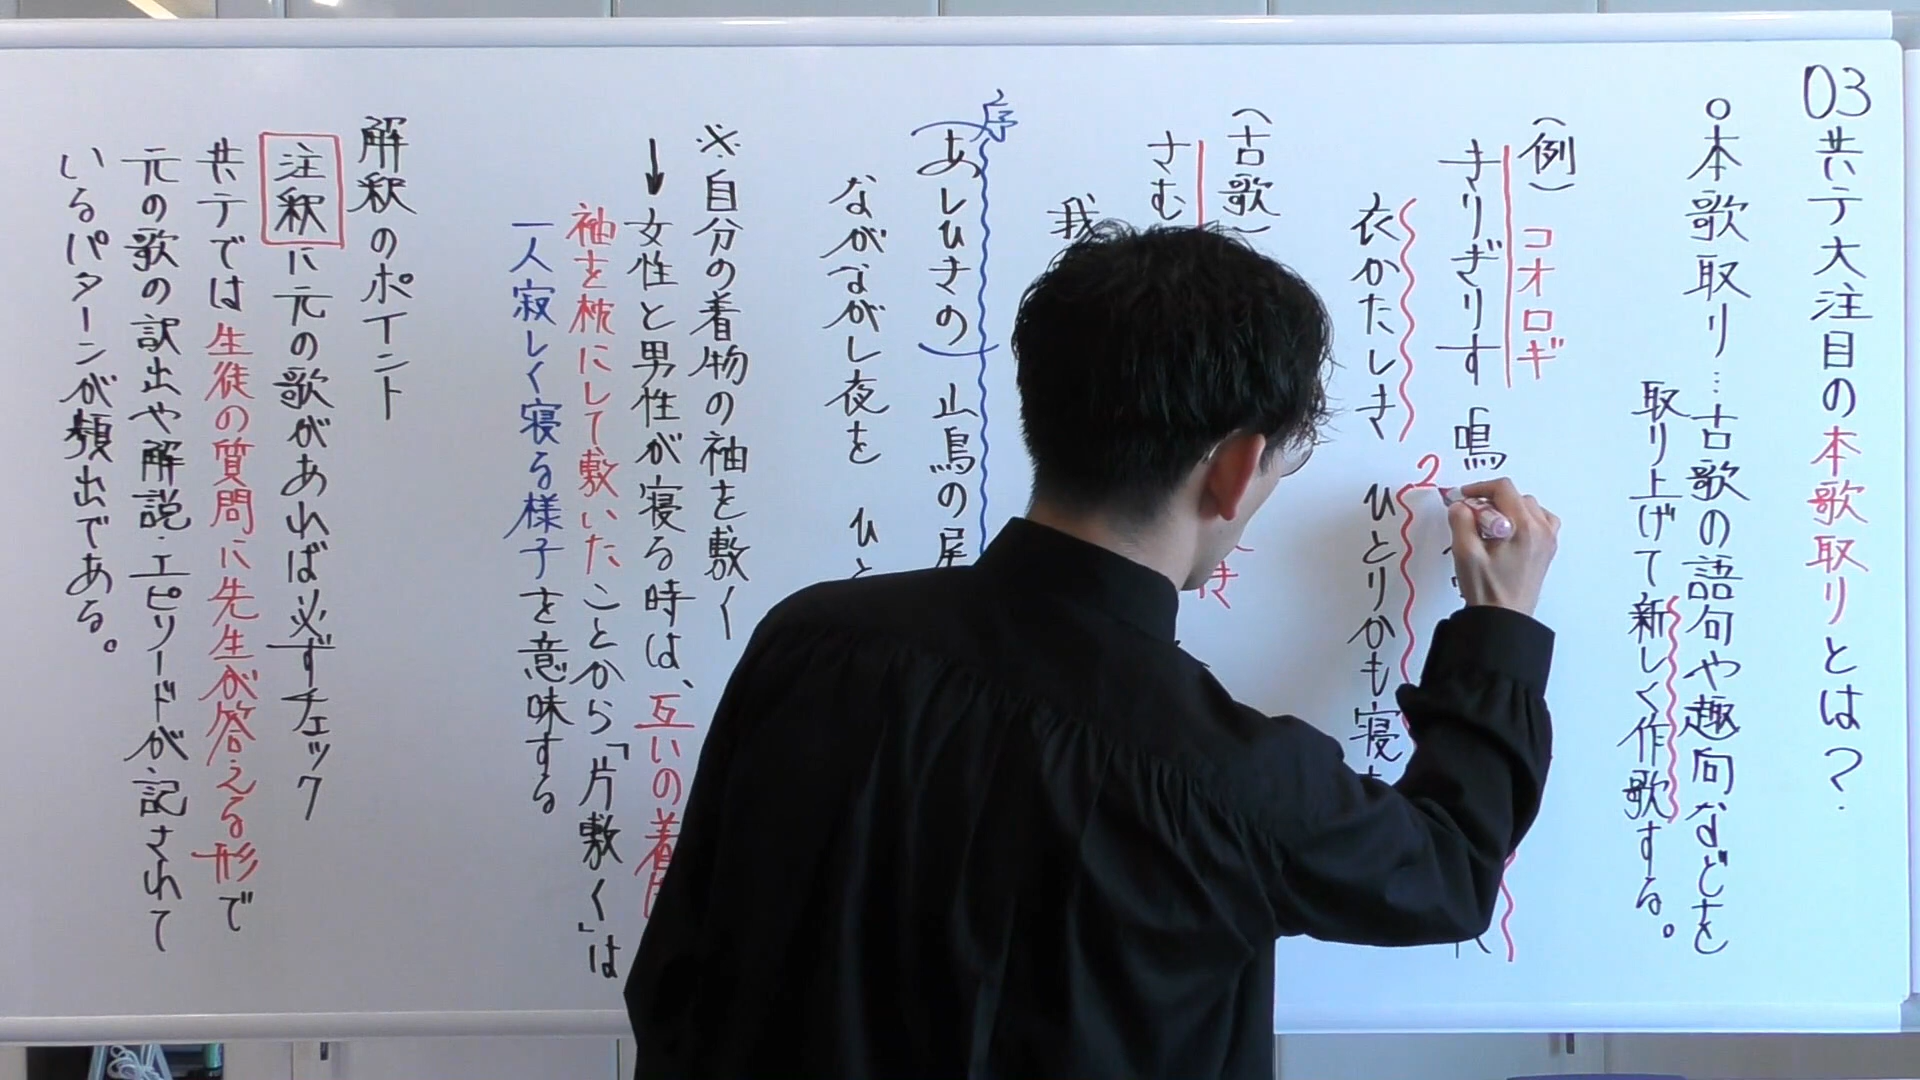 03 共テ大注目の本歌取りとは?
○本歌取り…古歌の語句や趣向などを
取り上げて新しく作歌する。
(例)
コオロギ
きりぎりす 鳴
2
衣かたしき ひとりかも寝
(古歌)
さむ
き
我
序
(あしひきの)山鳥の尾
ながながし夜を ひと
※自分の着物の袖を敷く
→女性と男性が寝る時は、互いの着
袖を枕にして敷いたことから「片敷く」は
一人寂しく寝る様子を意味する
解釈のポイント
注釈に元の歌があれば必ずチェック
共テでは生徒の質問に先生が答える形で
元の歌の訳出や解説・エピソードが記されて
いるパターンが頻出である。